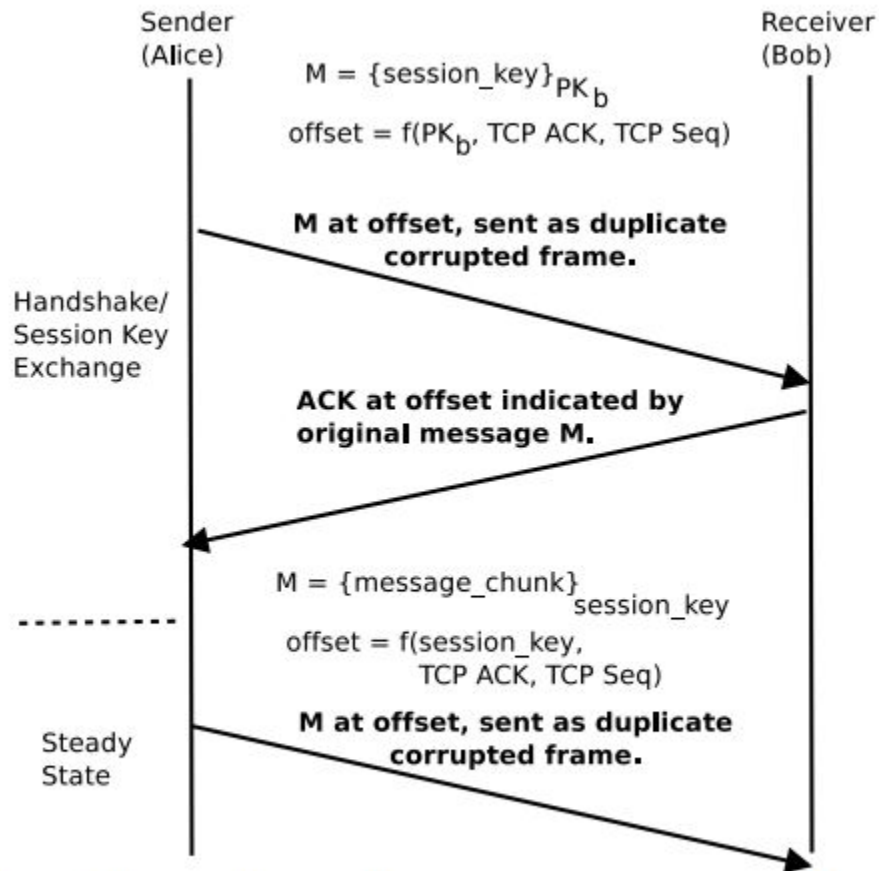 Sender
(Alice)
Receiver
(Bob)
M = {session_key}PK_b
offset = f(PK_b, TCP ACK, TCP Seq)
M at offset, sent as duplicate
corrupted frame.
Handshake/
Session Key
Exchange
ACK at offset indicated by
original message M.
M = {message_chunk}session_key
offset = f(session_key,
TCP ACK, TCP Seq)
M at offset, sent as duplicate
corrupted frame.
Steady
State